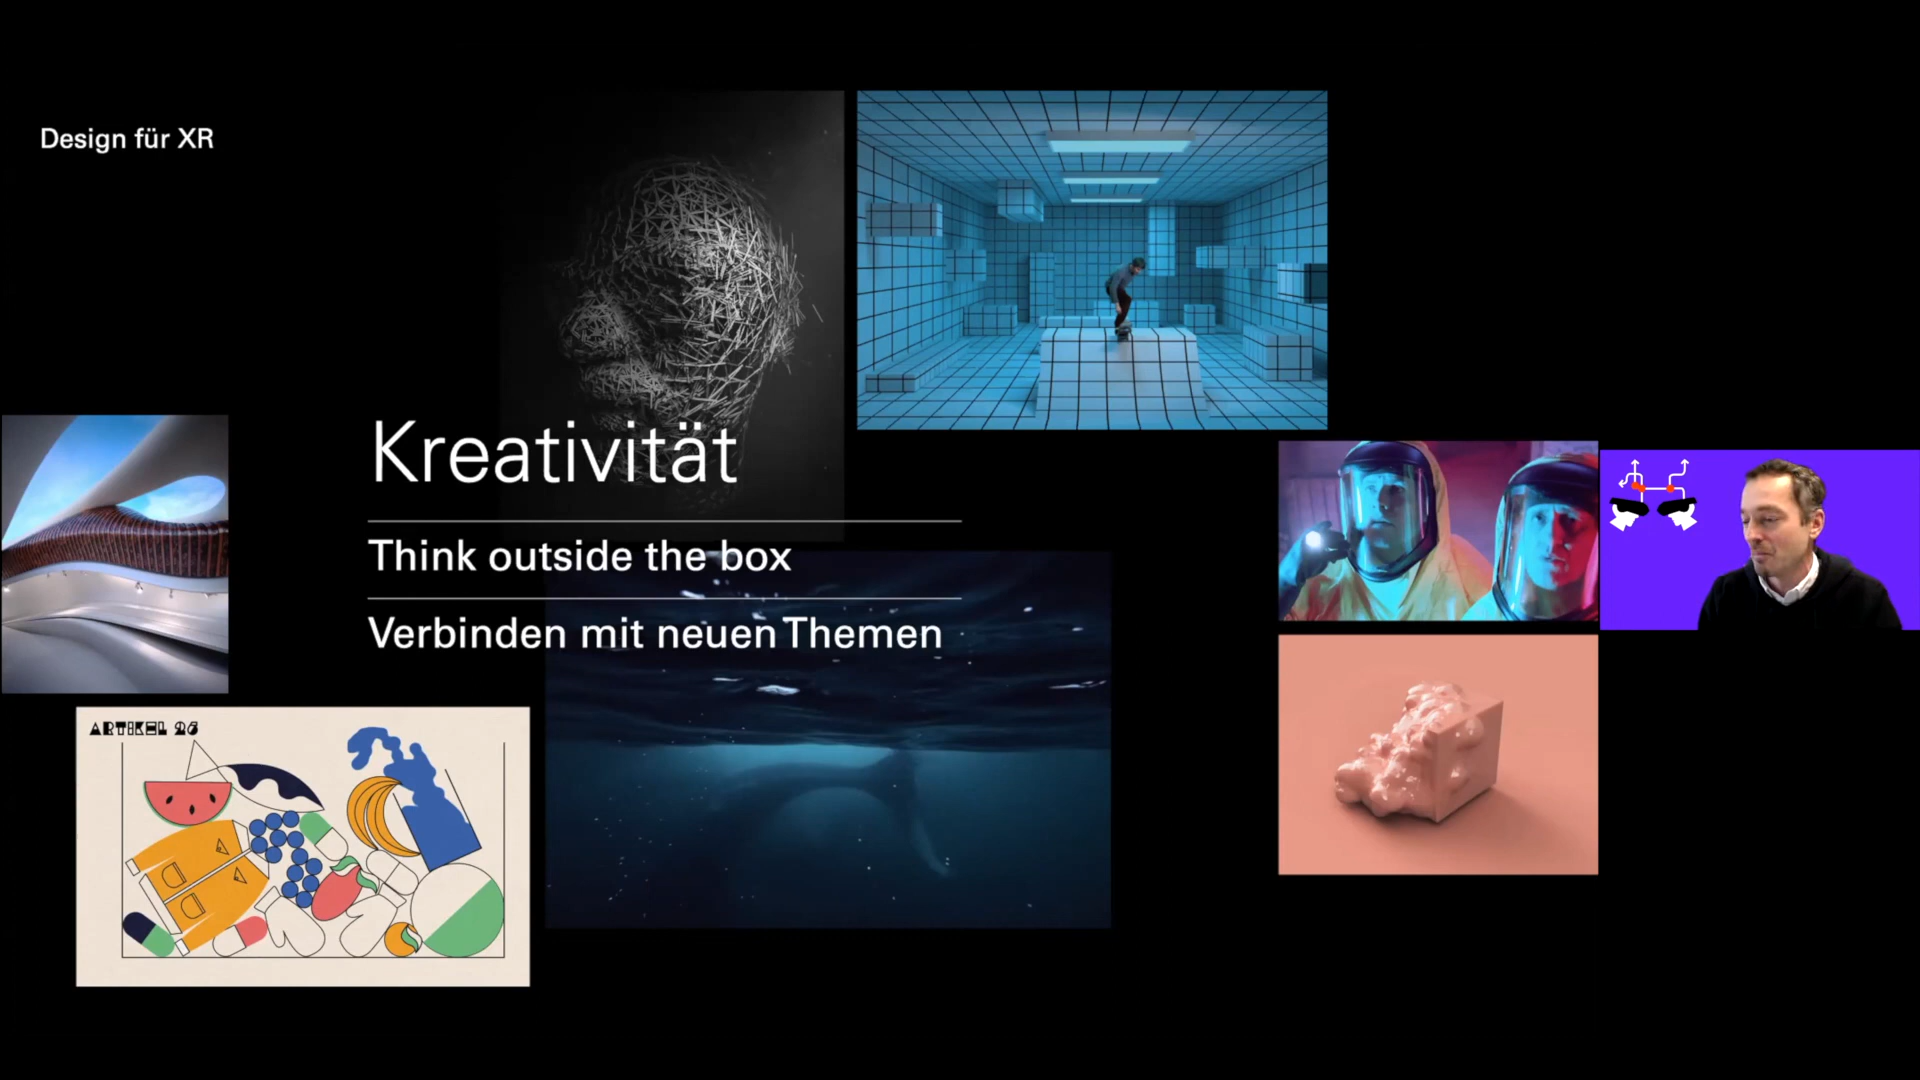 Design für XR
Kreativität
Think outside the box
Verbinden mit neuen Themen
ARTIKEL 26